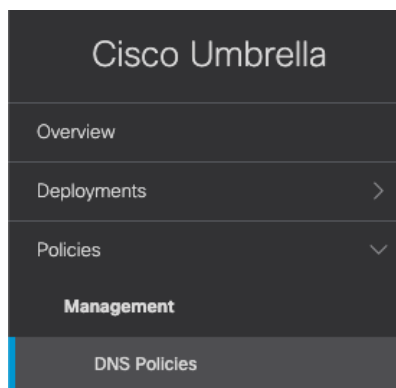 Cisco Umbrella
Overview
Deployments
Policies
Management
DNS Policies